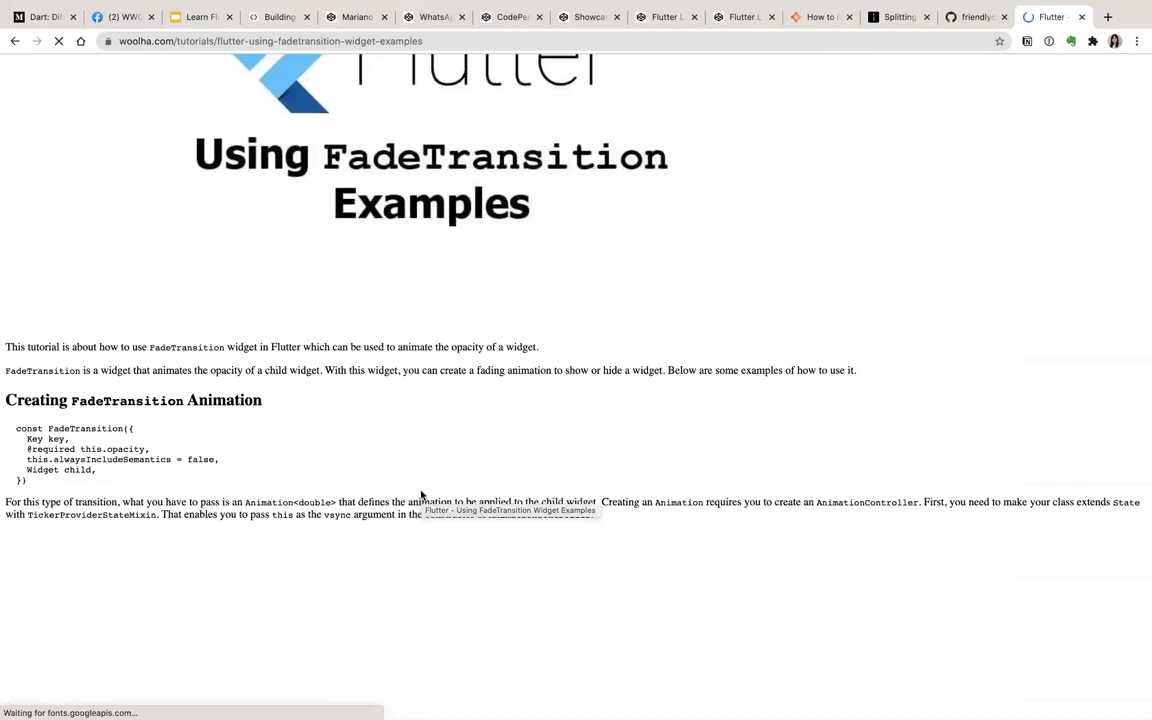 Dart: Dif
(2) WWC
Learn Flu
Building
Mariano
WhatsAp
CodePe
Showca
Flutter L
Flutter L
How to F
Splitting
friendlyc
Flutter -
woolha.com/tutorials/flutter-using-fadetransition-widget-examples
Flutter
Using FadeTransition
Examples
This tutorial is about how to use FadeTransition widget in Flutter which can be used to animate the opacity of a widget.
FadeTransition is a widget that animates the opacity of a child widget. With this widget, you can create a fading animation to show or hide a widget. Below are some examples of how to use it.
Creating FadeTransition Animation
const FadeTransition({
Key key,
@required this.opacity,
this.alwaysIncludeSemantics = false,
Widget child,
})
For this type of transition, what you have to pass is an Animation<double> that defines the animation to be applied to the child widget. Creating an Animation requires you to create an AnimationController. First, you need to make your class extends State
with TickerProviderStateMixin. That enables you to pass this as the vsync argument in the
Flutter - Using FadeTransition Widget Examples
Waiting for fonts.googleapis.com...